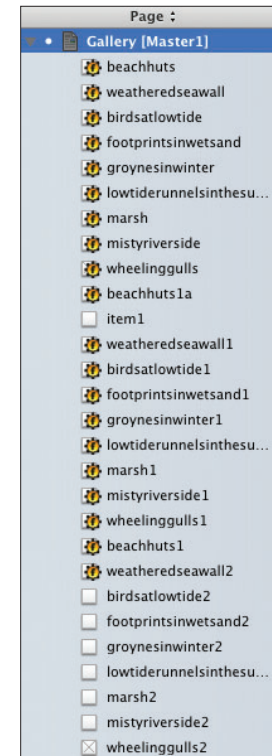 Page
Gallery [Master1]
beachhuts
weatheredseawall
birdsatlowtide
footprintsinwetsand
groynesinwinter
lowtiderunnelsinthesu...
marsh
mistyriverside
wheelinggulls
beachhuts1a
item1
weatheredseawall1
birdsatlowtide1
footprintsinwetsand1
groynesinwinter1
lowtiderunnelsinthesu...
marsh1
mistyriverside1
wheelinggulls1
beachhuts1
weatheredseawall2
birdsatlowtide2
footprintsinwetsand2
groynesinwinter2
lowtiderunnelsinthesu...
marsh2
mistyriverside2
wheelinggulls2